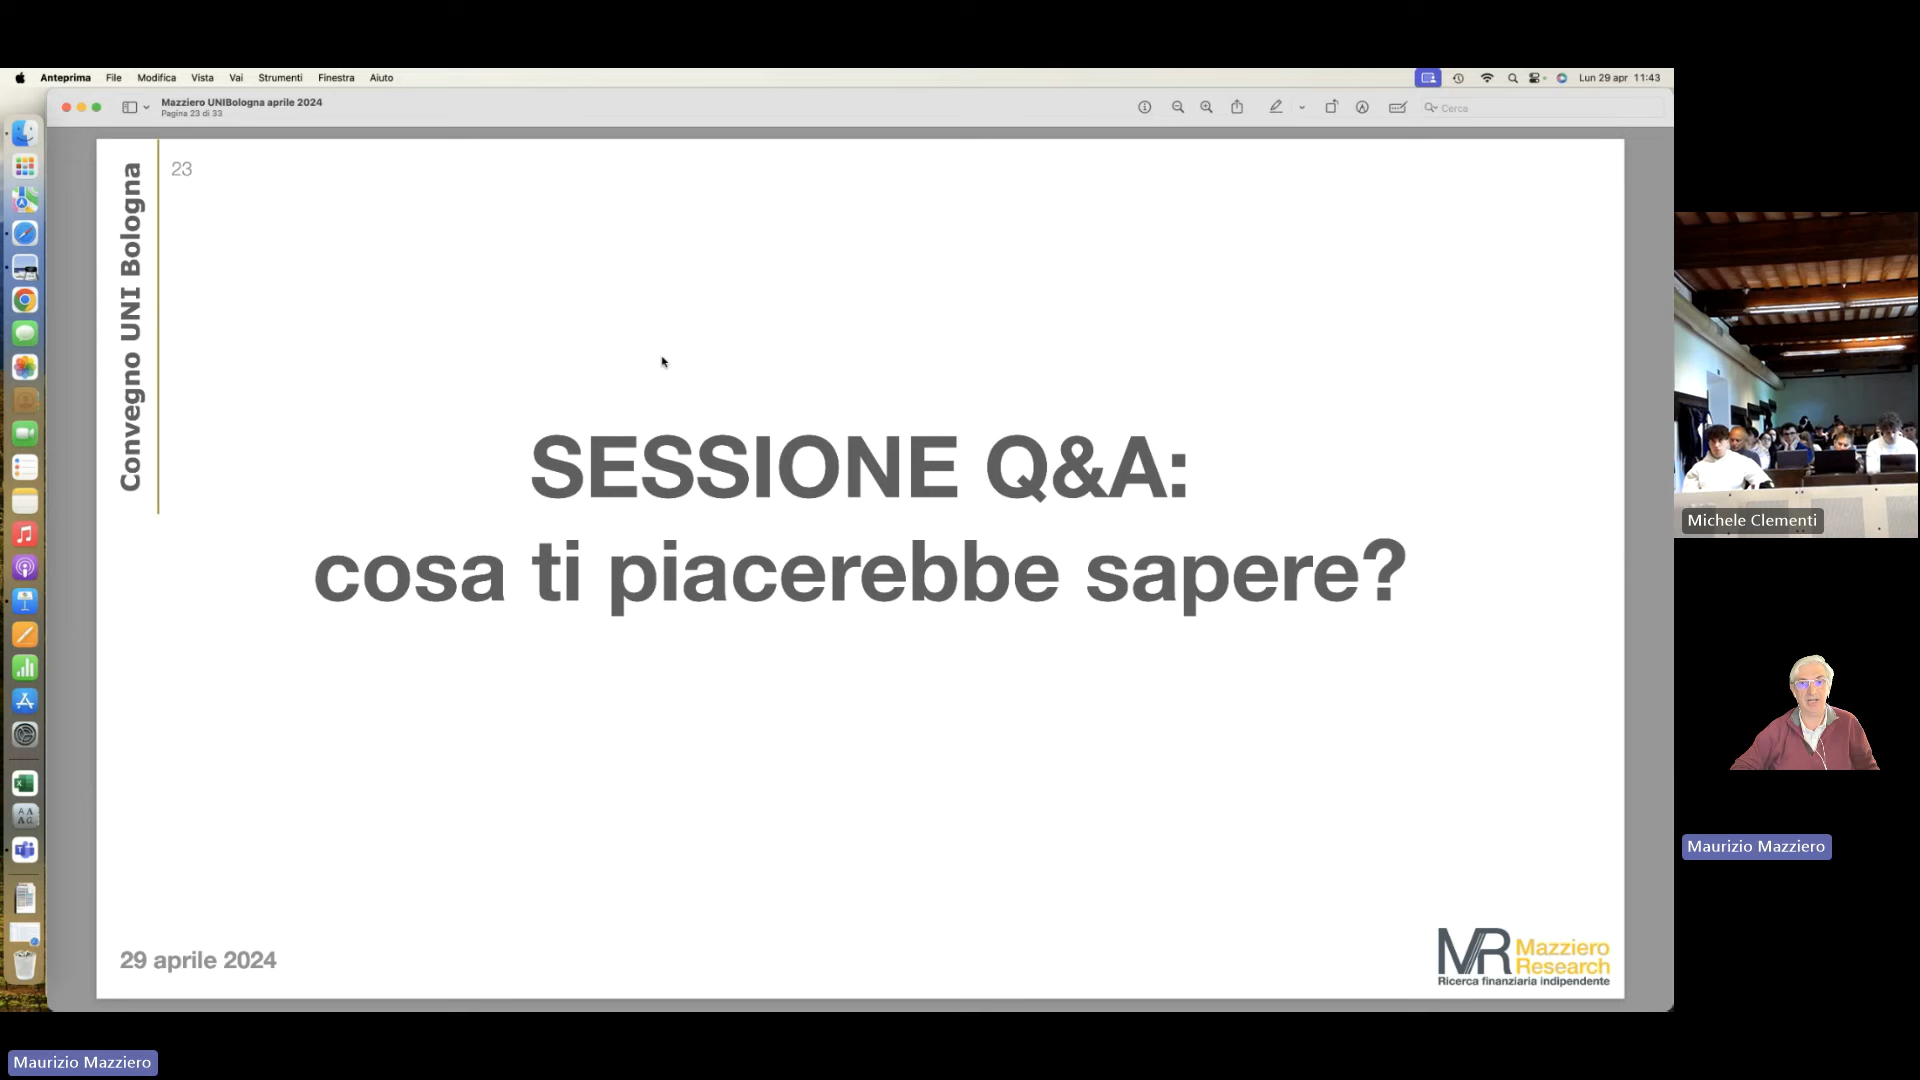 Anteprima File Modifica Vista Vai Strumenti Finestra Aiuto
Lun 29 apr 11:43
Mazziero UNIBologna aprile 2024
Pagina 23 di 33
Cerca
Convegno UNI Bologna
23
SESSIONE Q&A:
cosa ti piacerebbe sapere?
29 aprile 2024
MR Mazziero
Research
Ricerca finanziaria indipendente
Michele Clementi
Maurizio Mazziero
Maurizio Mazziero